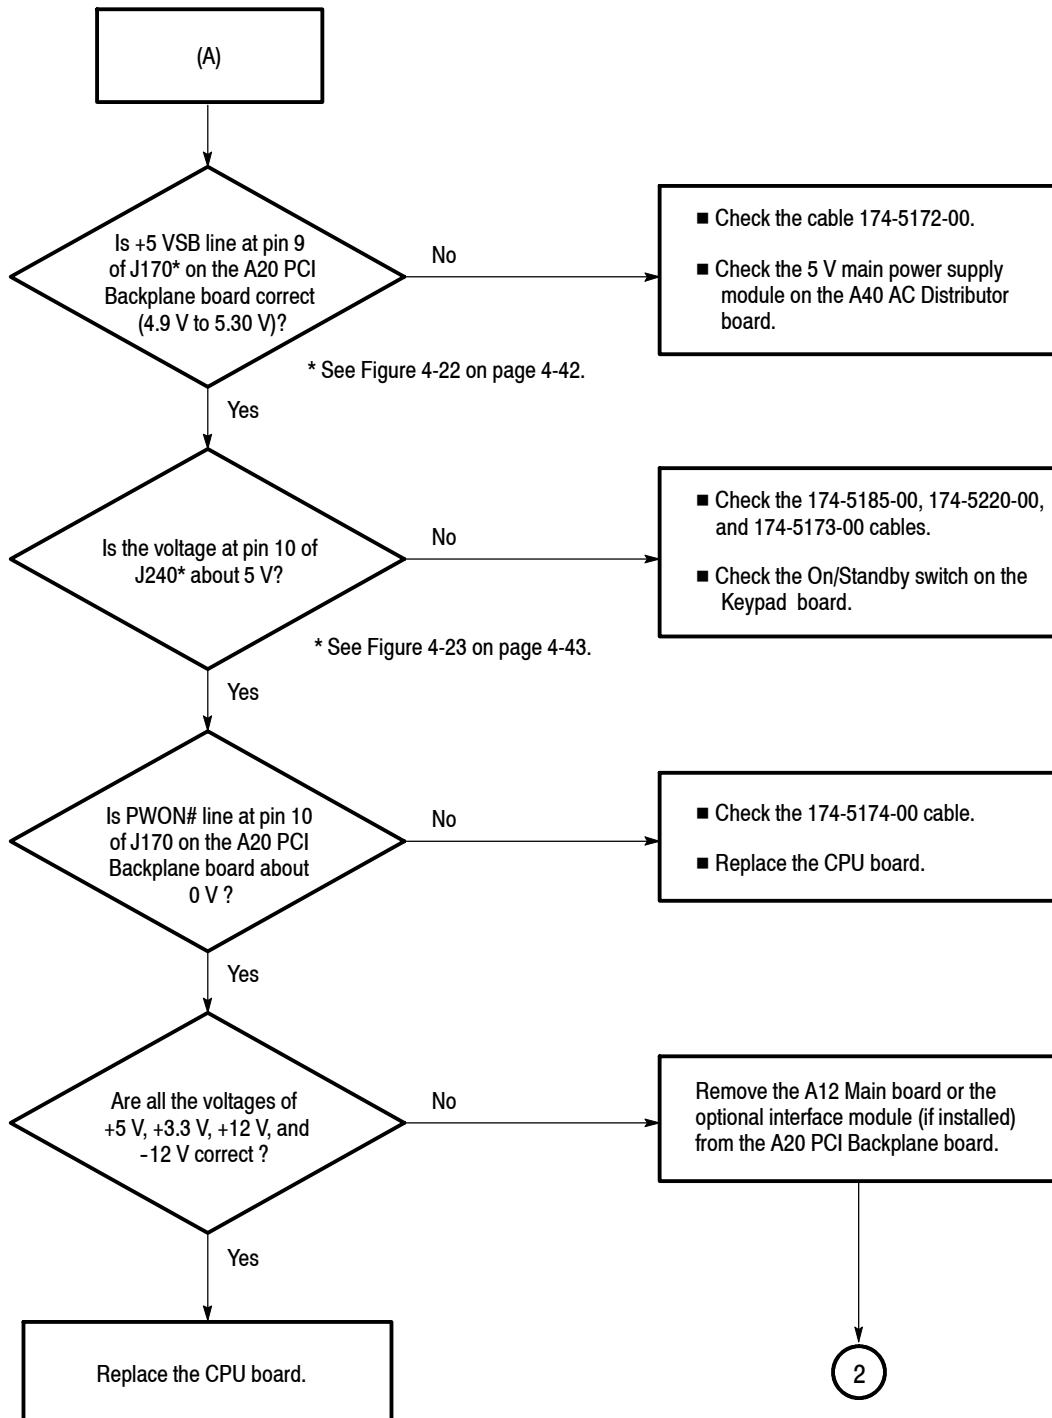 (A)
Is +5 VSB line at pin 9
of J170* on the A20 PCI
Backplane board correct
(4.9 V to 5.30 V)?
No
■ Check the cable 174-5172-00.
■ Check the 5 V main power supply
module on the A40 AC Distributor
board.
* See Figure 4-22 on page 4-42.
Yes
Is the voltage at pin 10 of
J240* about 5 V?
No
■ Check the 174-5185-00, 174-5220-00,
and 174-5173-00 cables.
■ Check the On/Standby switch on the
Keypad board.
* See Figure 4-23 on page 4-43.
Yes
Is PWON# line at pin 10
of J170 on the A20 PCI
Backplane board about
0 V ?
No
■ Check the 174-5174-00 cable.
■ Replace the CPU board.
Yes
Are all the voltages of
+5 V, +3.3 V, +12 V, and
-12 V correct ?
No
Remove the A12 Main board or the
optional interface module (if installed)
from the A20 PCI Backplane board.
Yes
Replace the CPU board.
2